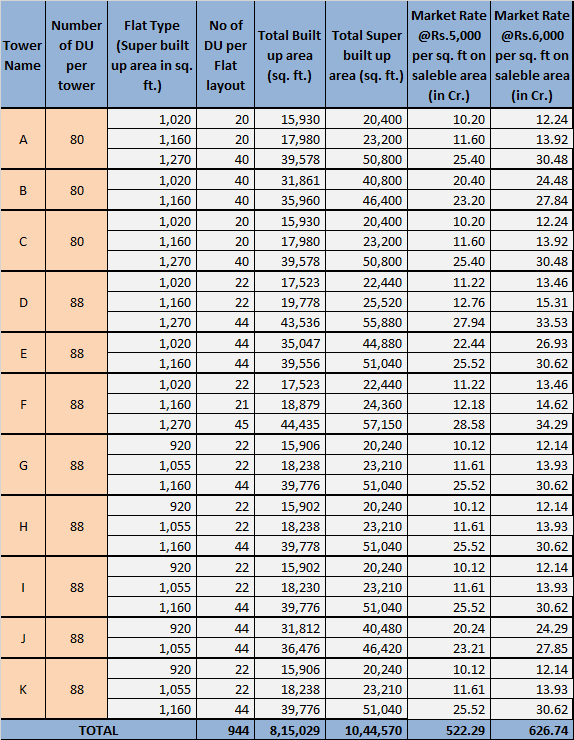 Tower Name | Number of DU per tower | Flat Type (Super built up area in sq. ft.) | No of DU per Flat layout | Total Built up area (sq. ft.) | Total Super built up area (sq. ft.) | Market Rate @Rs.5,000 per sq. ft on saleble area (in Cr.) | Market Rate @Rs.6,000 per sq. ft on saleble area (in Cr.)
A 80 1,020 20 15,930 20,400 10.20 12.24
1,160 20 17,980 23,200 11.60 13.92
1,270 40 39,578 50,800 25.40 30.48
B 80 1,020 40 31,861 40,800 20.40 24.48
1,160 40 35,960 46,400 23.20 27.84
C 80 1,020 20 15,930 20,400 10.20 12.24
1,160 20 17,980 23,200 11.60 13.92
1,270 40 39,578 50,800 25.40 30.48
D 88 1,020 22 17,523 22,440 11.22 13.46
1,160 22 19,778 25,520 12.76 15.31
1,270 44 43,536 55,880 27.94 33.53
E 88 1,020 44 35,047 44,880 22.44 26.93
1,160 44 39,556 51,040 25.52 30.62
F 88 1,020 22 17,523 22,440 11.22 13.46
1,160 21 18,879 24,360 12.18 14.62
1,270 45 44,435 57,150 28.58 34.29
G 88 920 22 15,906 20,240 10.12 12.14
1,055 22 18,238 23,210 11.61 13.93
1,160 44 39,776 51,040 25.52 30.62
H 88 920 22 15,902 20,240 10.12 12.14
1,055 22 18,238 23,210 11.61 13.93
1,160 44 39,778 51,040 25.52 30.62
I 88 920 22 15,902 20,240 10.12 12.14
1,055 22 18,230 23,210 11.61 13.93
1,160 44 39,776 51,040 25.52 30.62
J 88 920 44 31,812 40,480 20.24 24.29
1,055 44 36,476 46,420 23.21 27.85
K 88 920 22 15,906 20,240 10.12 12.14
1,055 22 18,238 23,210 11.61 13.93
1,160 44 39,776 51,040 25.52 30.62
TOTAL 944 8,15,029 10,44,570 522.29 626.74